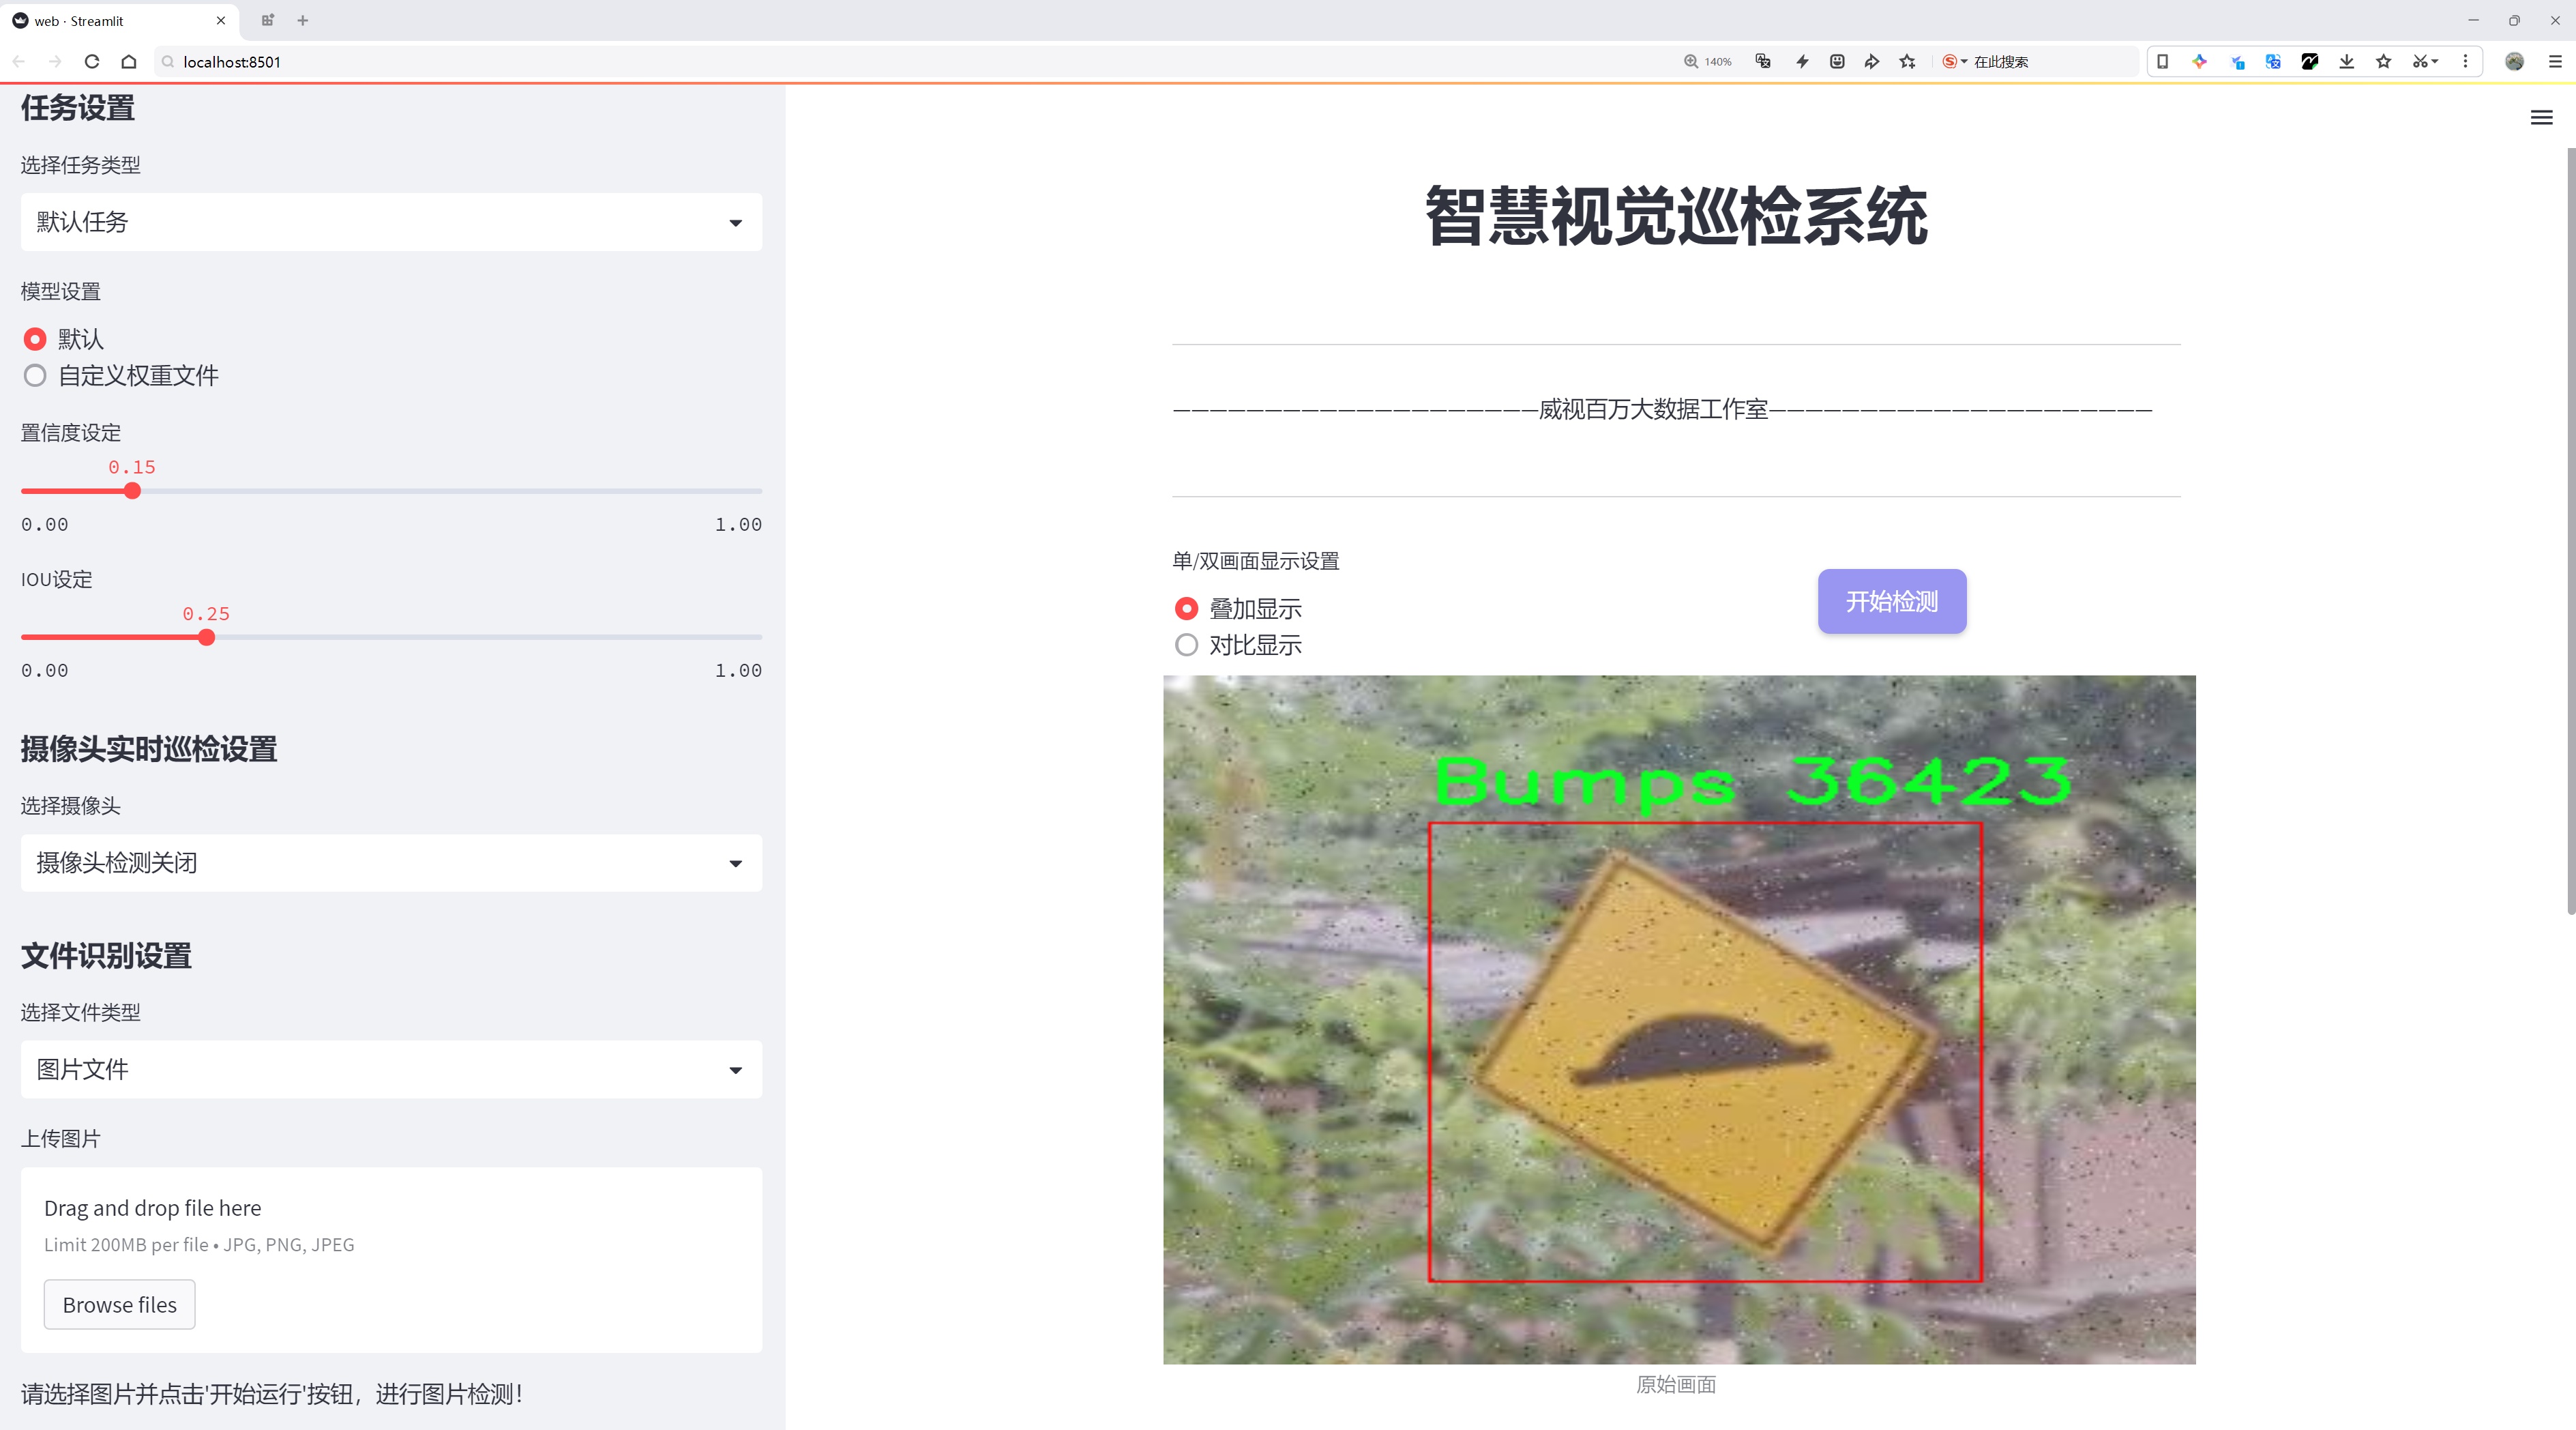 web · Streamlit
localhost:8501
140%
在此搜索
任务设置
选择任务类型
默认任务
模型设置
默认
自定义权重文件
置信度设定
0.15
0.00 1.00
IOU设定
0.25
0.00 1.00
摄像头实时巡检设置
选择摄像头
摄像头检测关闭
文件识别设置
选择文件类型
图片文件
上传图片
Drag and drop file here
Limit 200MB per file • JPG, PNG, JPEG
Browse files
请选择图片并点击'开始运行'按钮，进行图片检测！
智慧视觉巡检系统
—————————————————————威视百万大数据工作室—————————————————————
单/双画面显示设置
叠加显示
对比显示
开始检测
Bumps 36423
原始画面